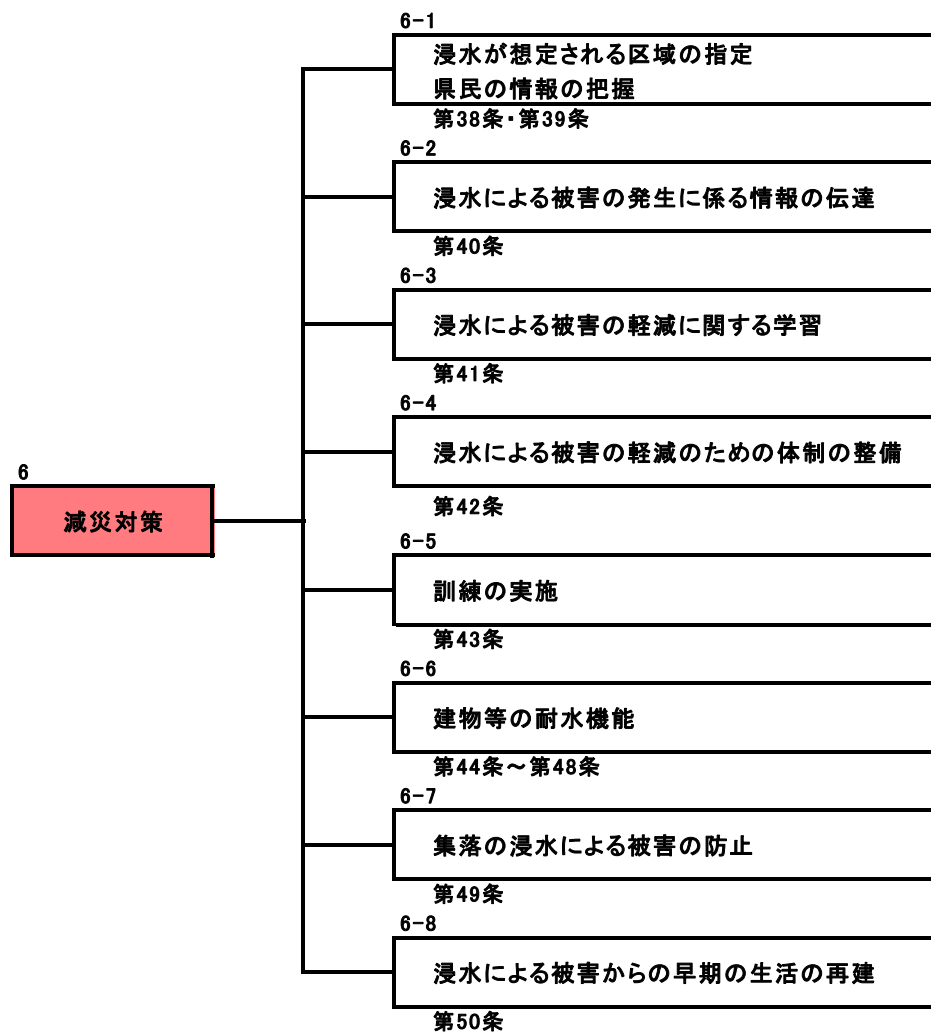 6
減災対策
6-1
浸水が想定される区域の指定
県民の情報の把握
第38条・第39条
6-2
浸水による被害の発生に係る情報の伝達
第40条
6-3
浸水による被害の軽減に関する学習
第41条
6-4
浸水による被害の軽減のための体制の整備
第42条
6-5
訓練の実施
第43条
6-6
建物等の耐水機能
第44条～第48条
6-7
集落の浸水による被害の防止
第49条
6-8
浸水による被害からの早期の生活の再建
第50条